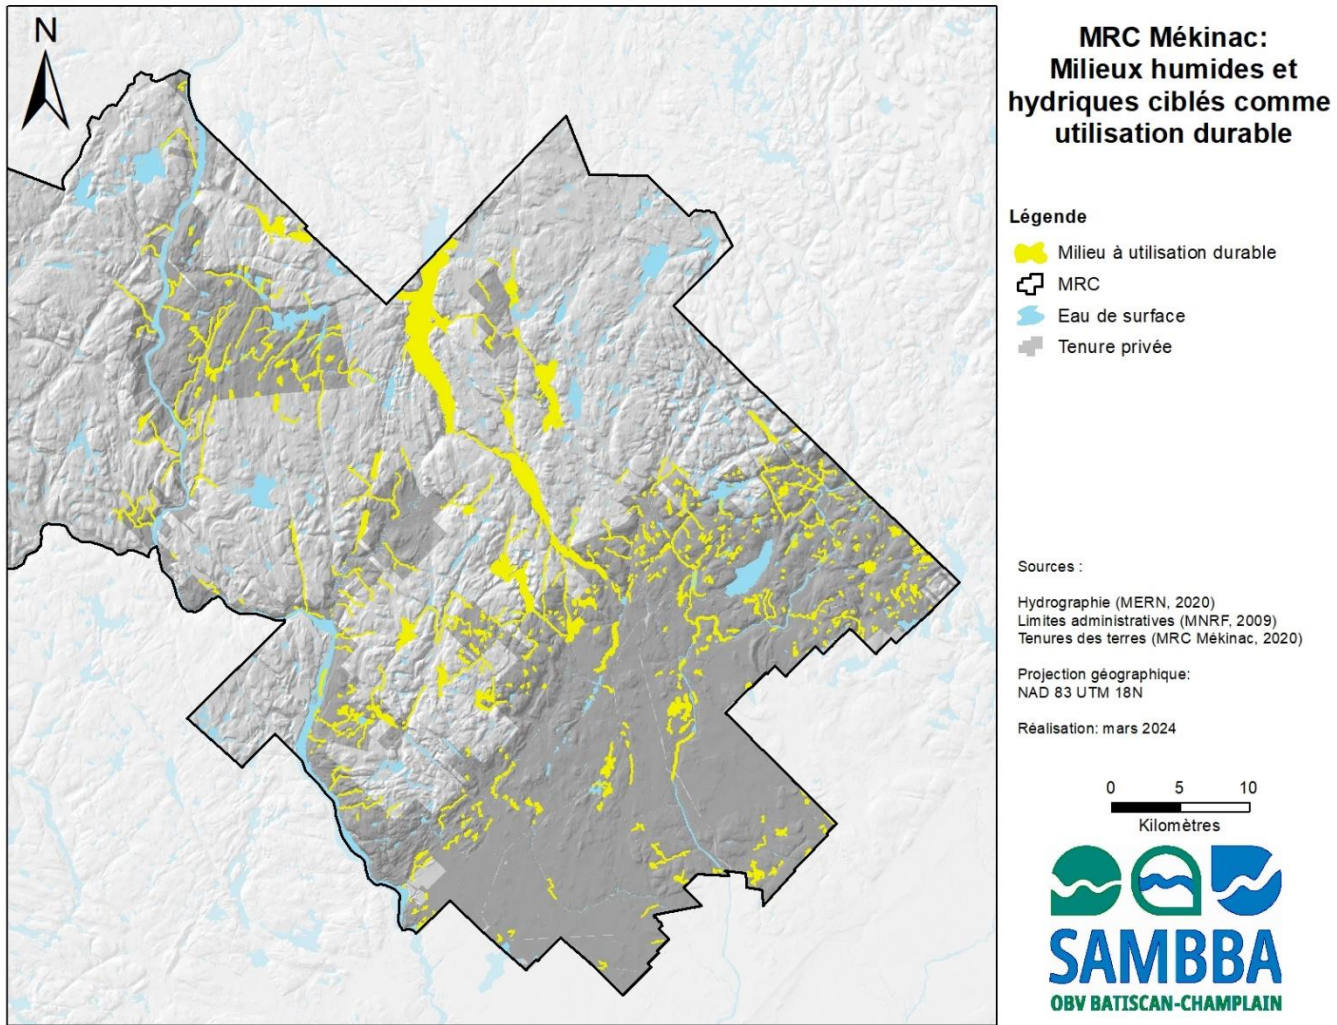 N
MRC Mékinac:
Milieux humides et
hydriques ciblés comme
utilisation durable
Légende
Milieu à utilisation durable
MRC
Eau de surface
Tenure privée
Sources :
Hydrographie (MERN, 2020)
Limites administratives (MNRF, 2009)
Tenures des terres (MRC Mékinac, 2020)
Projection géographique:
NAD 83 UTM 18N
Réalisation: mars 2024
0 5 10
Kilomètres
SAMBBA
OBV BATISCAN-CHAMPLAIN